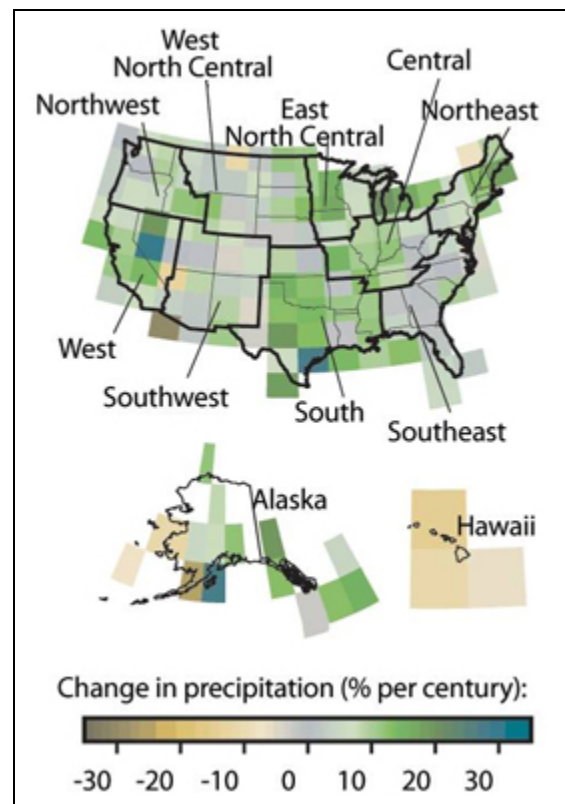 West
North Central
Central
Northwest
East
North Central
Northeast
West
Southwest
South
Southeast
Alaska
Hawaii
Change in precipitation (% per century):
-30 -20 -10 0 10 20 30